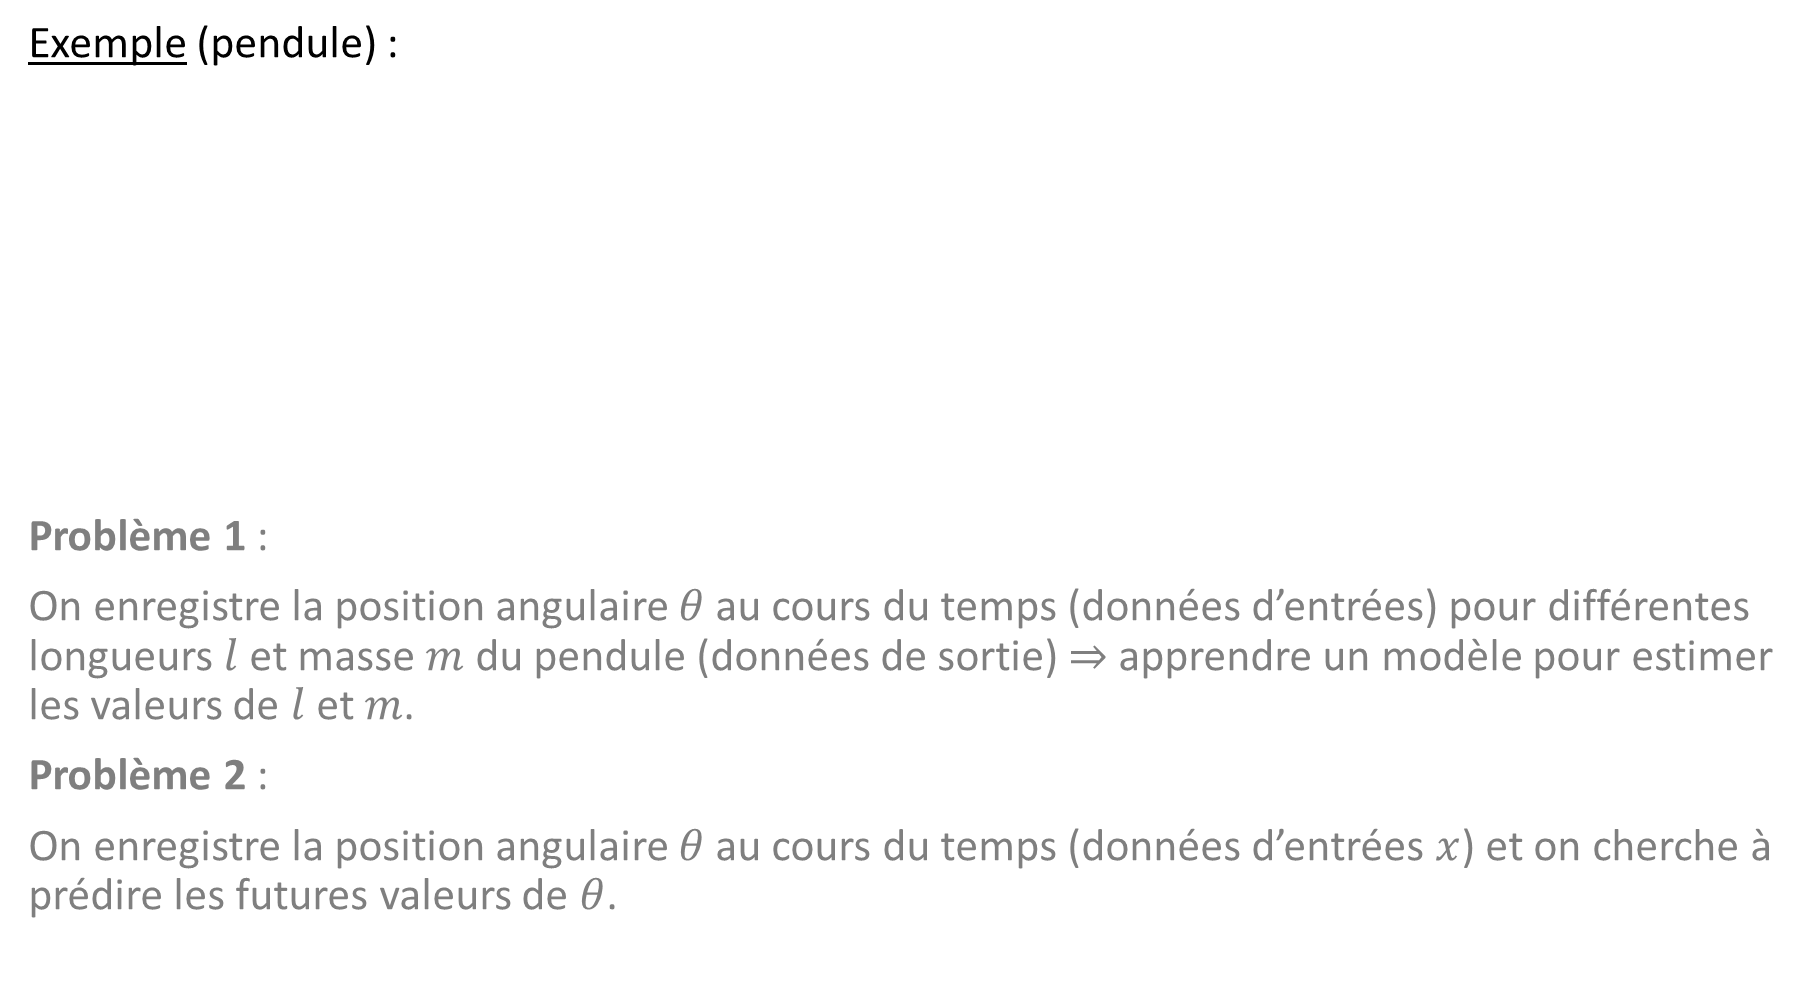 Exemple (pendule) :
Problème 1 :
On enregistre la position angulaire 𝜃 au cours du temps (données d’entrées) pour différentes
longueurs 𝑙 et masse 𝑚 du pendule (données de sortie) ⇒ apprendre un modèle pour estimer
les valeurs de 𝑙 et 𝑚.
Problème 2 :
On enregistre la position angulaire 𝜃 au cours du temps (données d’entrées 𝑥) et on cherche à
prédire les futures valeurs de 𝜃.